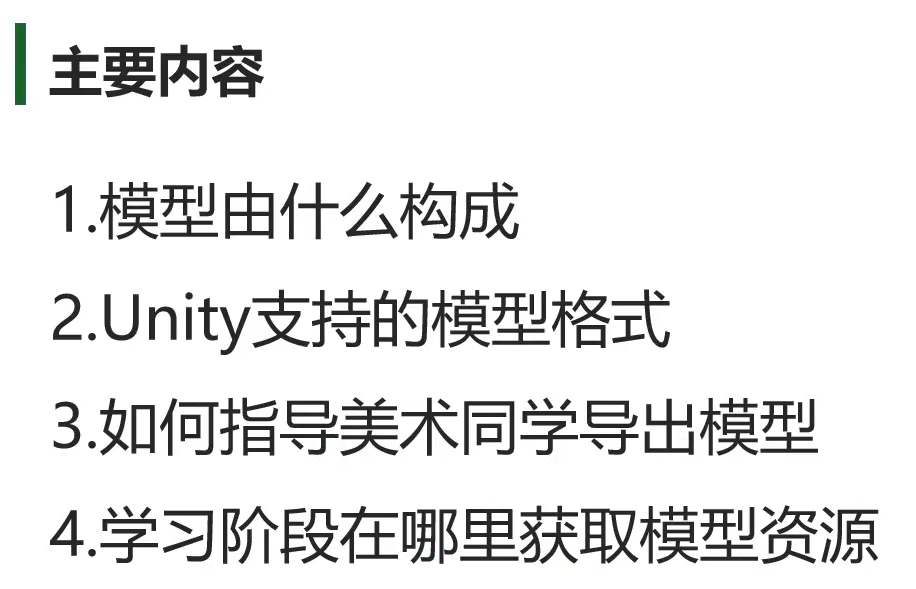 主要内容
1.模型由什么构成
2.Unity支持的模型格式
3.如何指导美术同学导出模型
4.学习阶段在哪里获取模型资源